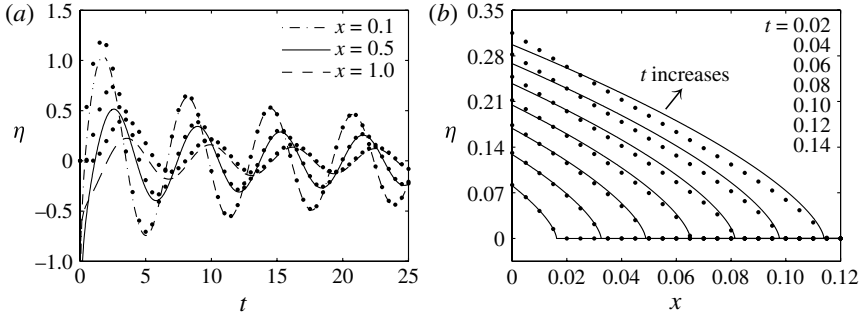 (a)
1.5
1.0
0.5
0
−0.5
−1.0
η
0
5
10
15
20
25
t
x = 0.1
x = 0.5
x = 1.0
(b)
0.35
0.28
0.21
0.14
0.07
0
η
0
0.02
0.04
0.06
0.08
0.10
0.12
x
t increases
t = 0.02
0.04
0.06
0.08
0.10
0.12
0.14